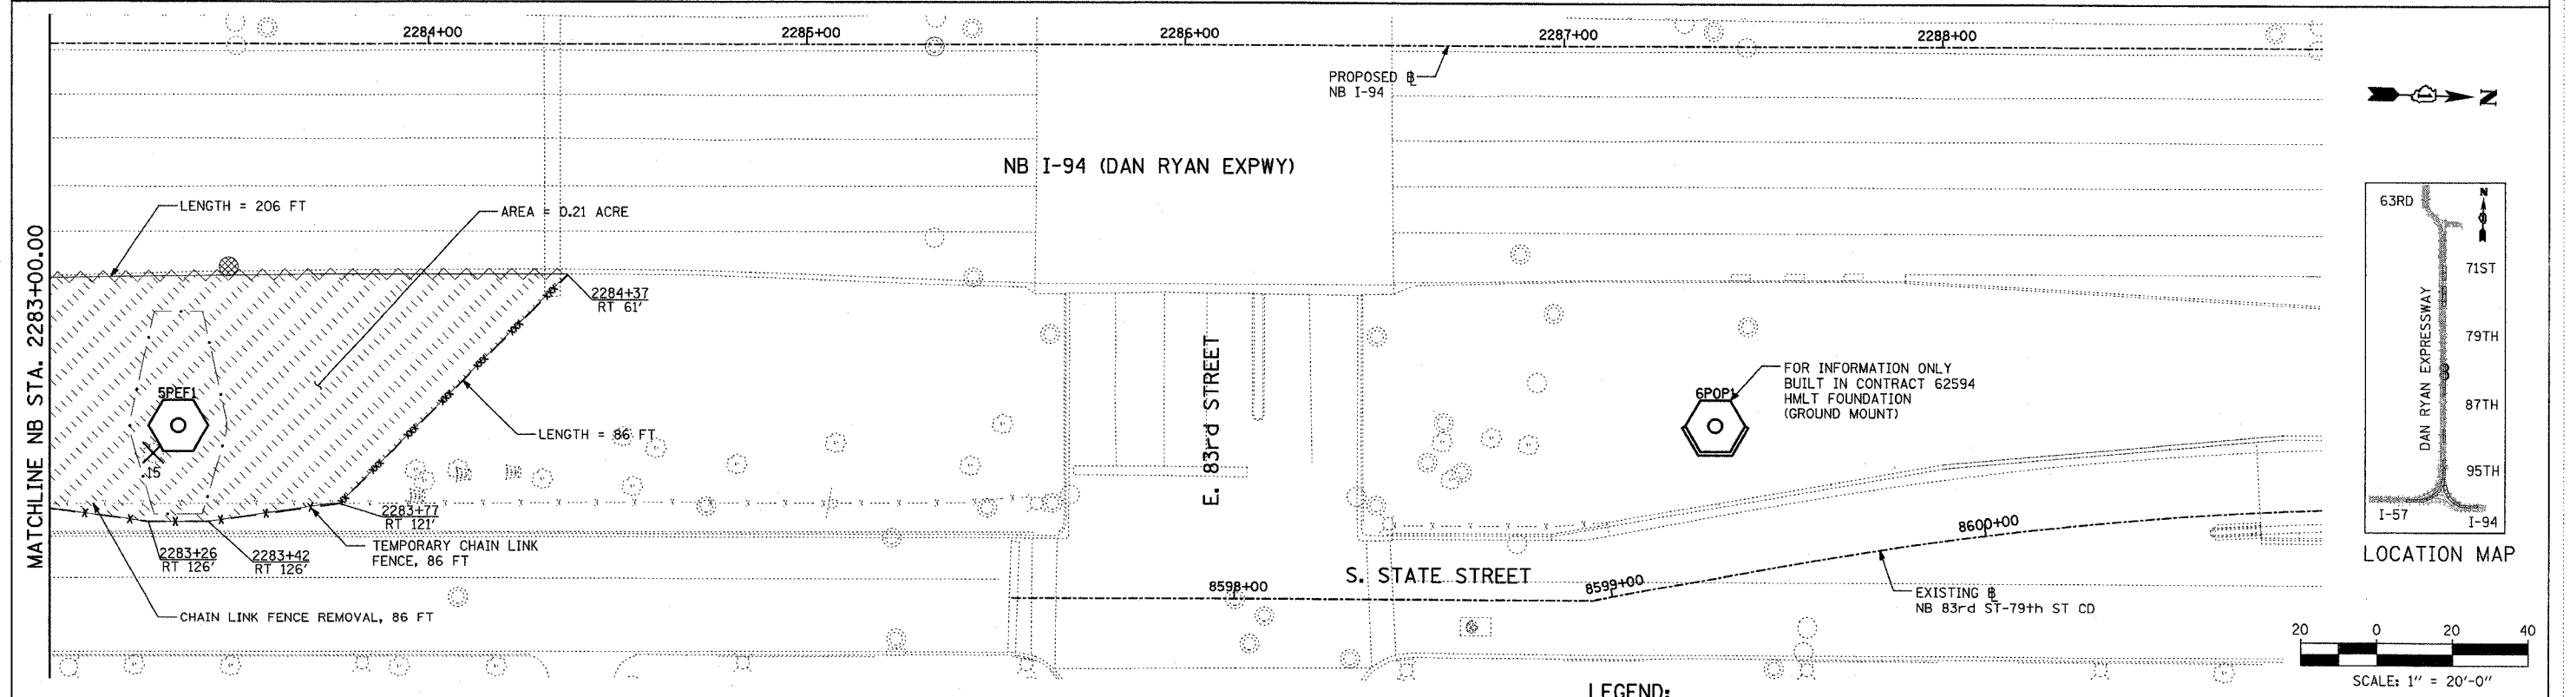 2284+00
2285+00
2286+00
2287+00
2288+00
PROPOSED ℄
NB I-94
N
NB I-94 (DAN RYAN EXPWY)
MATCHLINE NB STA. 2283+00.00
LENGTH = 206 FT
AREA = 0.21 ACRE
2284+37
RT 61'
5PEF1
15
LENGTH = 86 FT
2283+77
RT 121'
2283+26
RT 126'
2283+42
RT 126'
TEMPORARY CHAIN LINK
FENCE, 86 FT
CHAIN LINK FENCE REMOVAL, 86 FT
E. 83rd STREET
6POP1
FOR INFORMATION ONLY
BUILT IN CONTRACT 62594
HMLT FOUNDATION
(GROUND MOUNT)
S. STATE STREET
8598+00
8599+00
8600+00
EXISTING ℄
NB 83rd ST-79th ST CD
63RD
N
71ST
79TH
87TH
95TH
DAN RYAN EXPRESSWAY
I-57
I-94
LOCATION MAP
20 0 20 40
SCALE: 1" = 20'-0"
LEGEND: